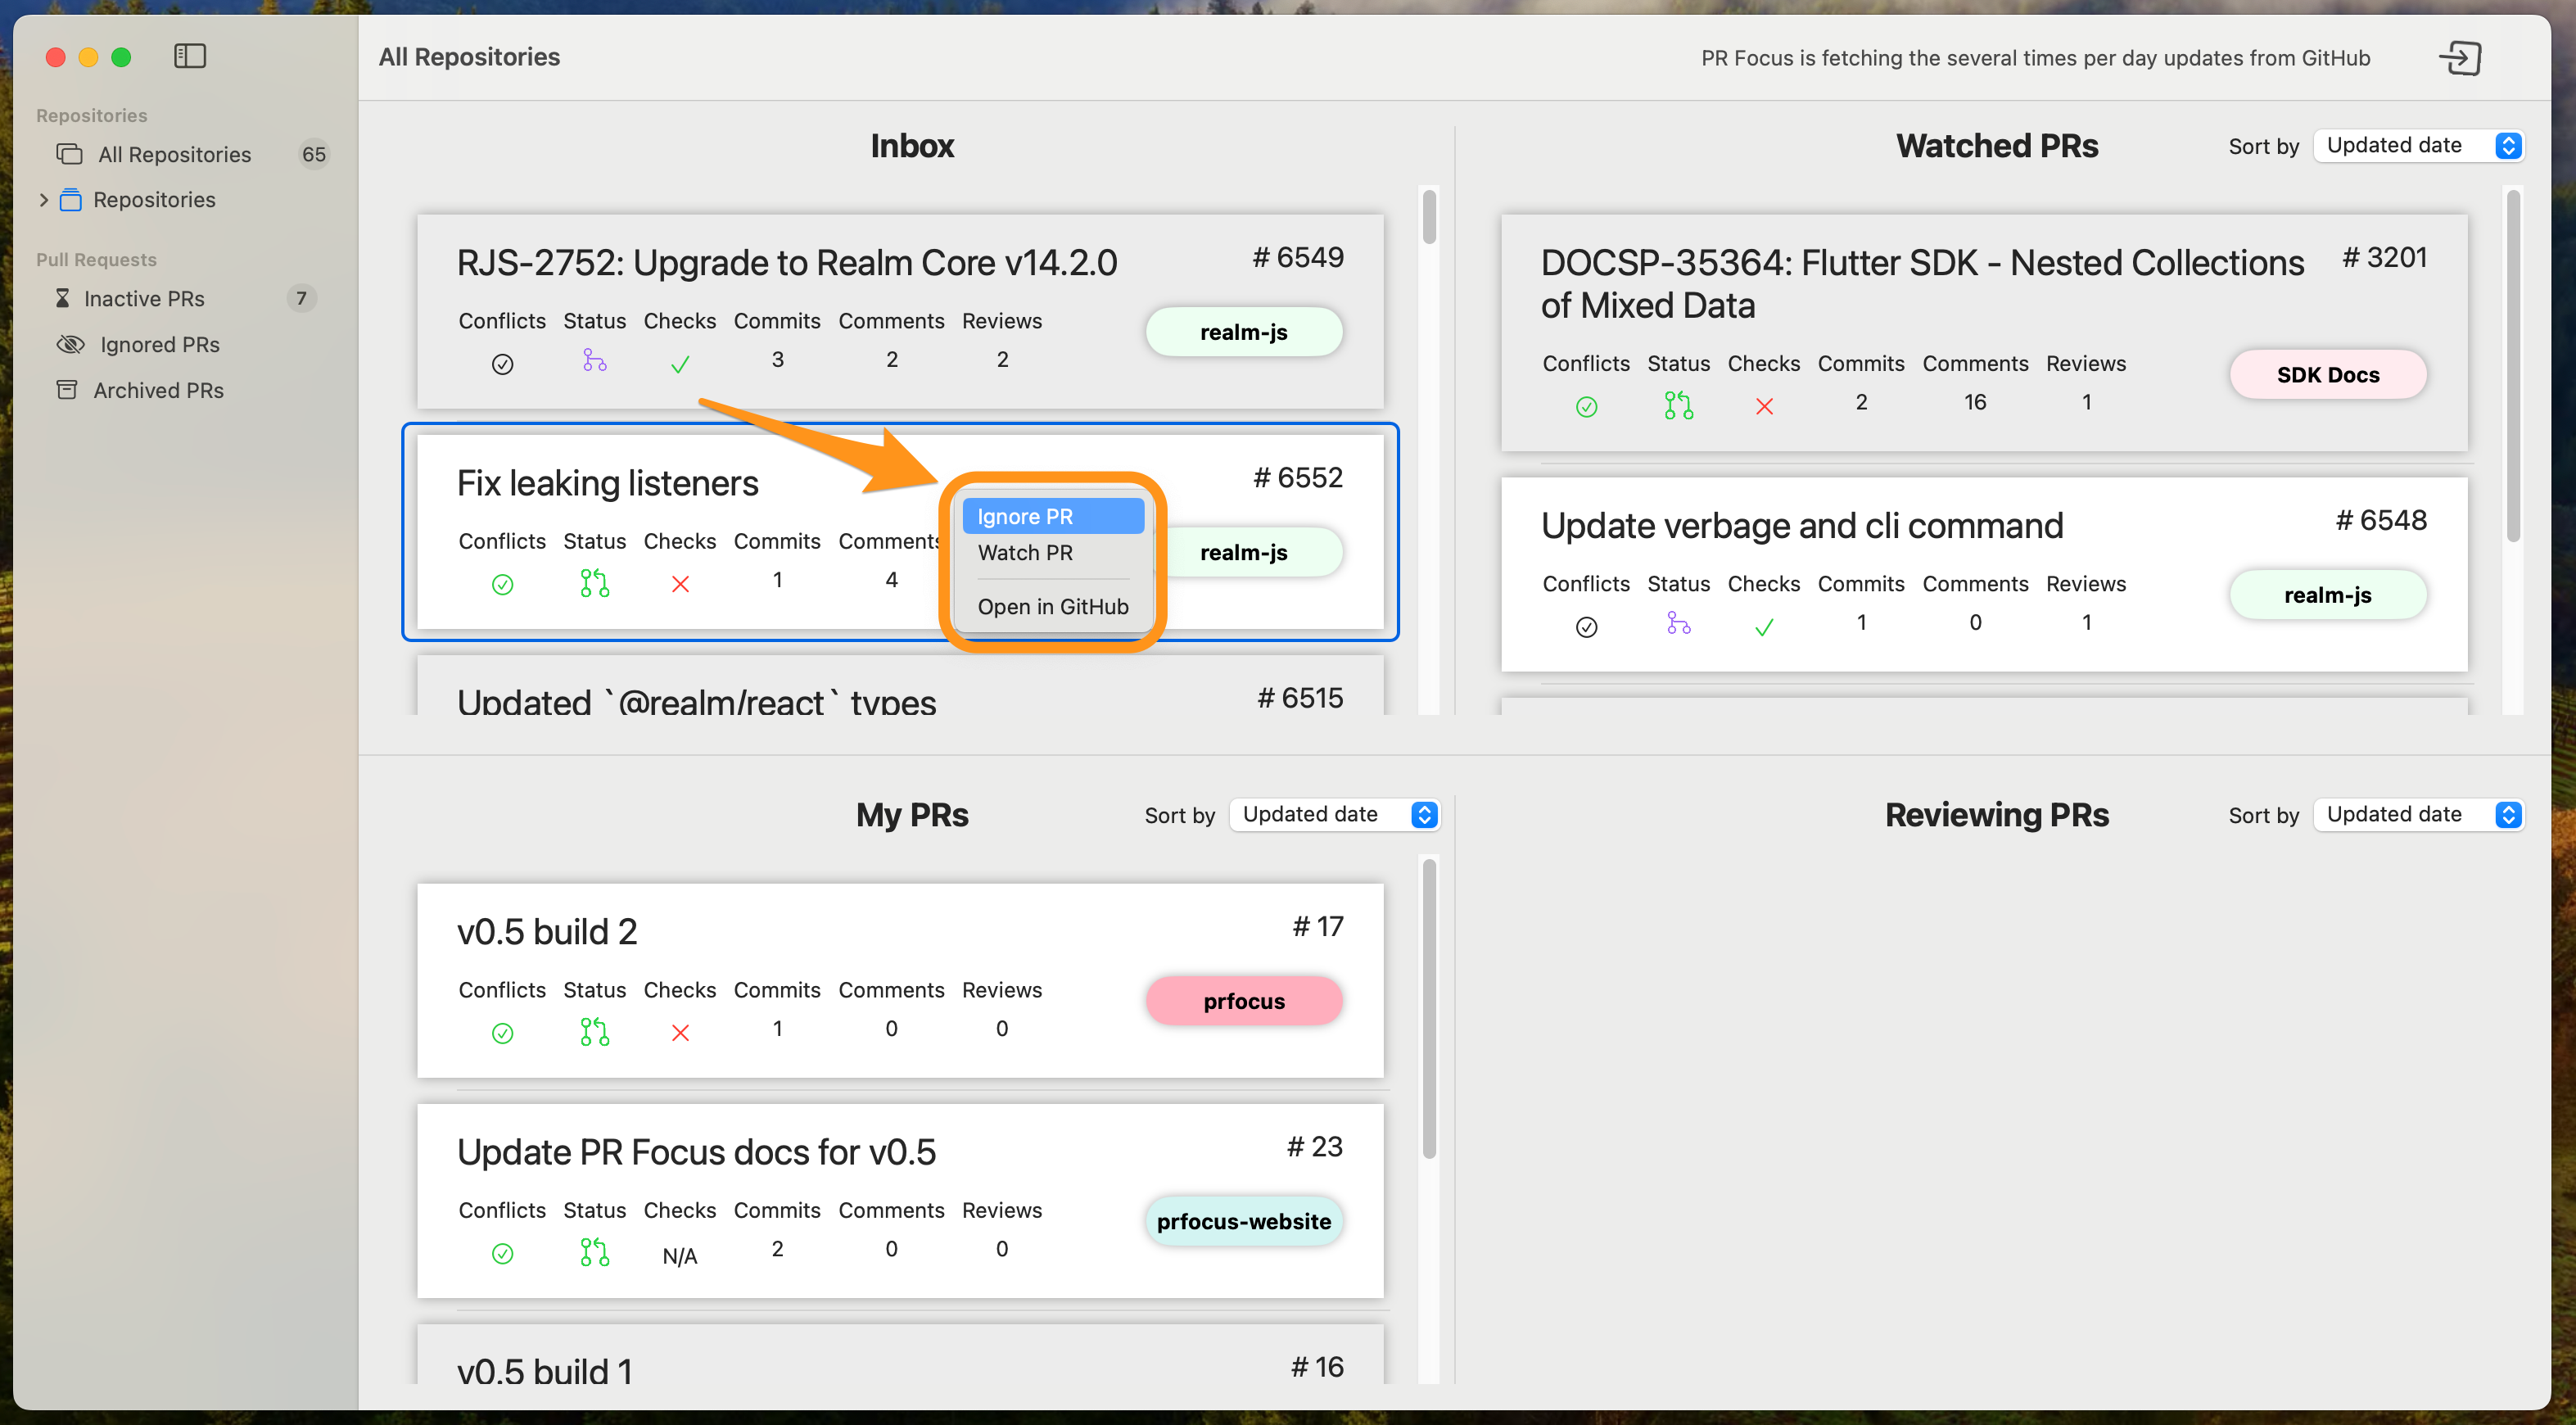 All Repositories
PR Focus is fetching the several times per day updates from GitHub
Repositories
All Repositories 65
Repositories
Pull Requests
Inactive PRs 7
Ignored PRs
Archived PRs
Inbox
RJS-2752: Upgrade to Realm Core v14.2.0 # 6549
Conflicts Status Checks Commits Comments Reviews
realm-js
3 2 2
Fix leaking listeners # 6552
Conflicts Status Checks Commits Comments
realm-js
1 4
Ignore PR
Watch PR
Open in GitHub
Updated `@realm/react` types # 6515
Watched PRs
Sort by Updated date
DOCSP-35364: Flutter SDK - Nested Collections # 3201
of Mixed Data
Conflicts Status Checks Commits Comments Reviews
SDK Docs
2 16 1
Update verbage and cli command # 6548
Conflicts Status Checks Commits Comments Reviews
realm-js
1 0 1
My PRs
Sort by Updated date
v0.5 build 2 # 17
Conflicts Status Checks Commits Comments Reviews
prfocus
1 0 0
Update PR Focus docs for v0.5 # 23
Conflicts Status Checks Commits Comments Reviews
prfocus-website
N/A 2 0 0
v0.5 build 1 # 16
Reviewing PRs
Sort by Updated date